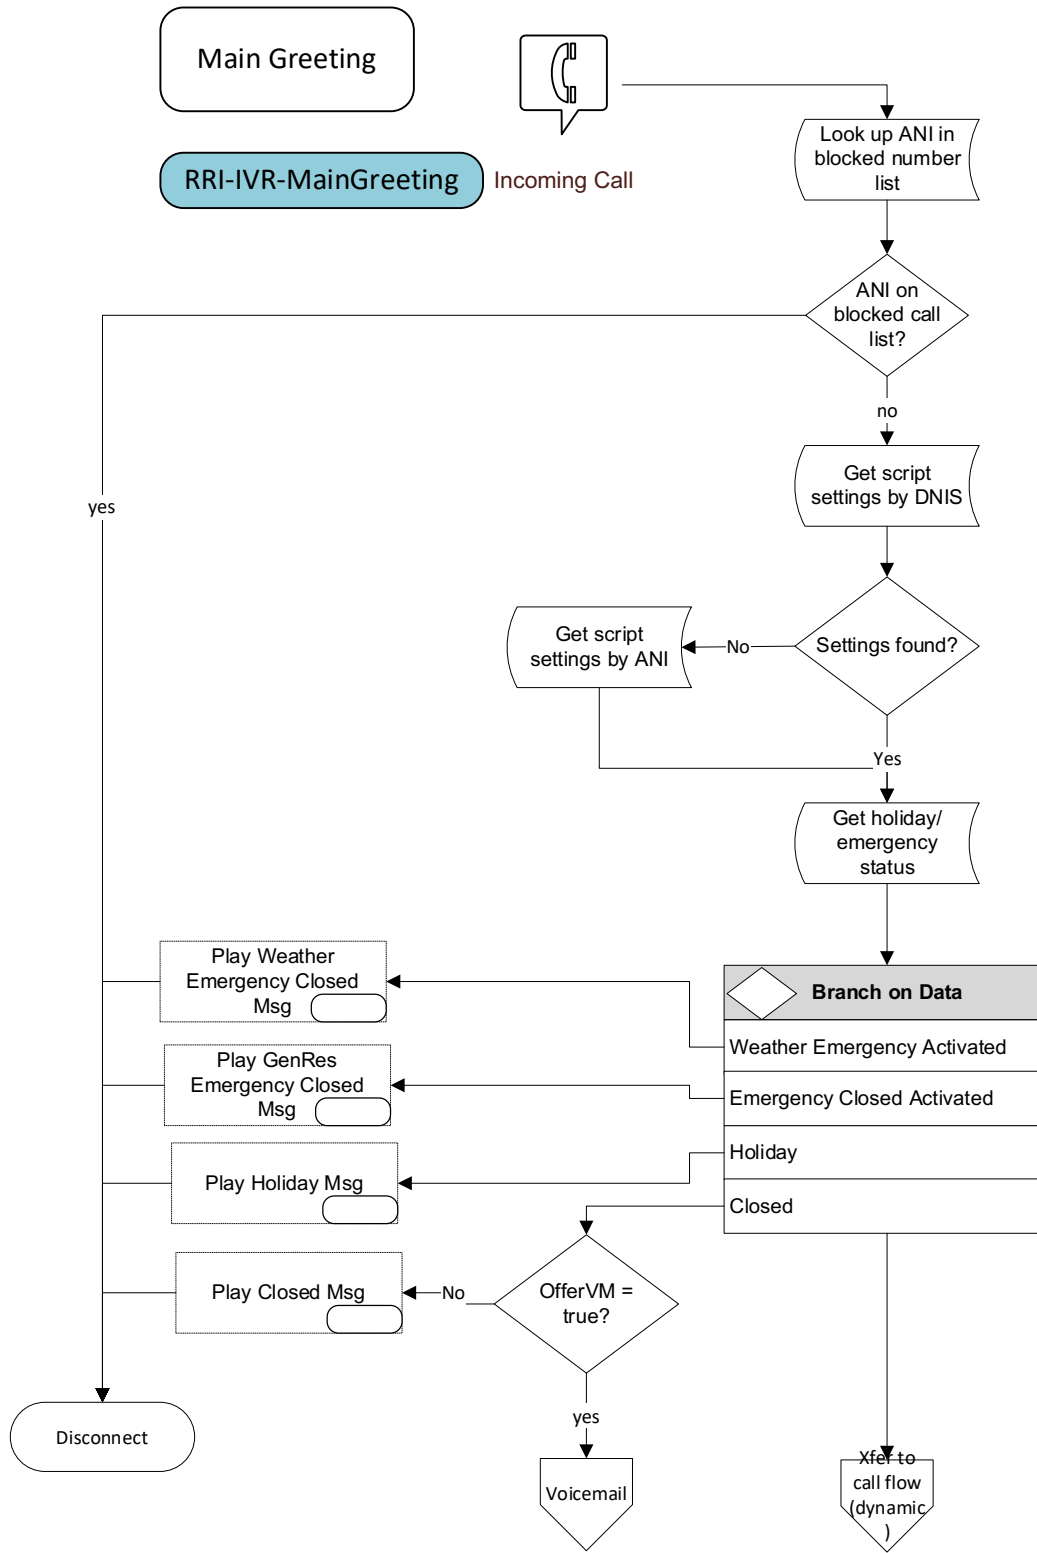 Main Greeting
RRI-IVR-MainGreeting
Incoming Call
Look up ANI in
blocked number
list
ANI on
blocked call
list?
no
yes
Get script
settings by DNIS
Settings found?
No
Get script
settings by ANI
Yes
Get holiday/
emergency
status
Branch on Data
Weather Emergency Activated
Emergency Closed Activated
Holiday
Closed
Play Weather
Emergency Closed
Msg
Play GenRes
Emergency Closed
Msg
Play Holiday Msg
Play Closed Msg
No
OfferVM =
true?
yes
Disconnect
Voicemail
Xfer to
call flow
(dynamic
)